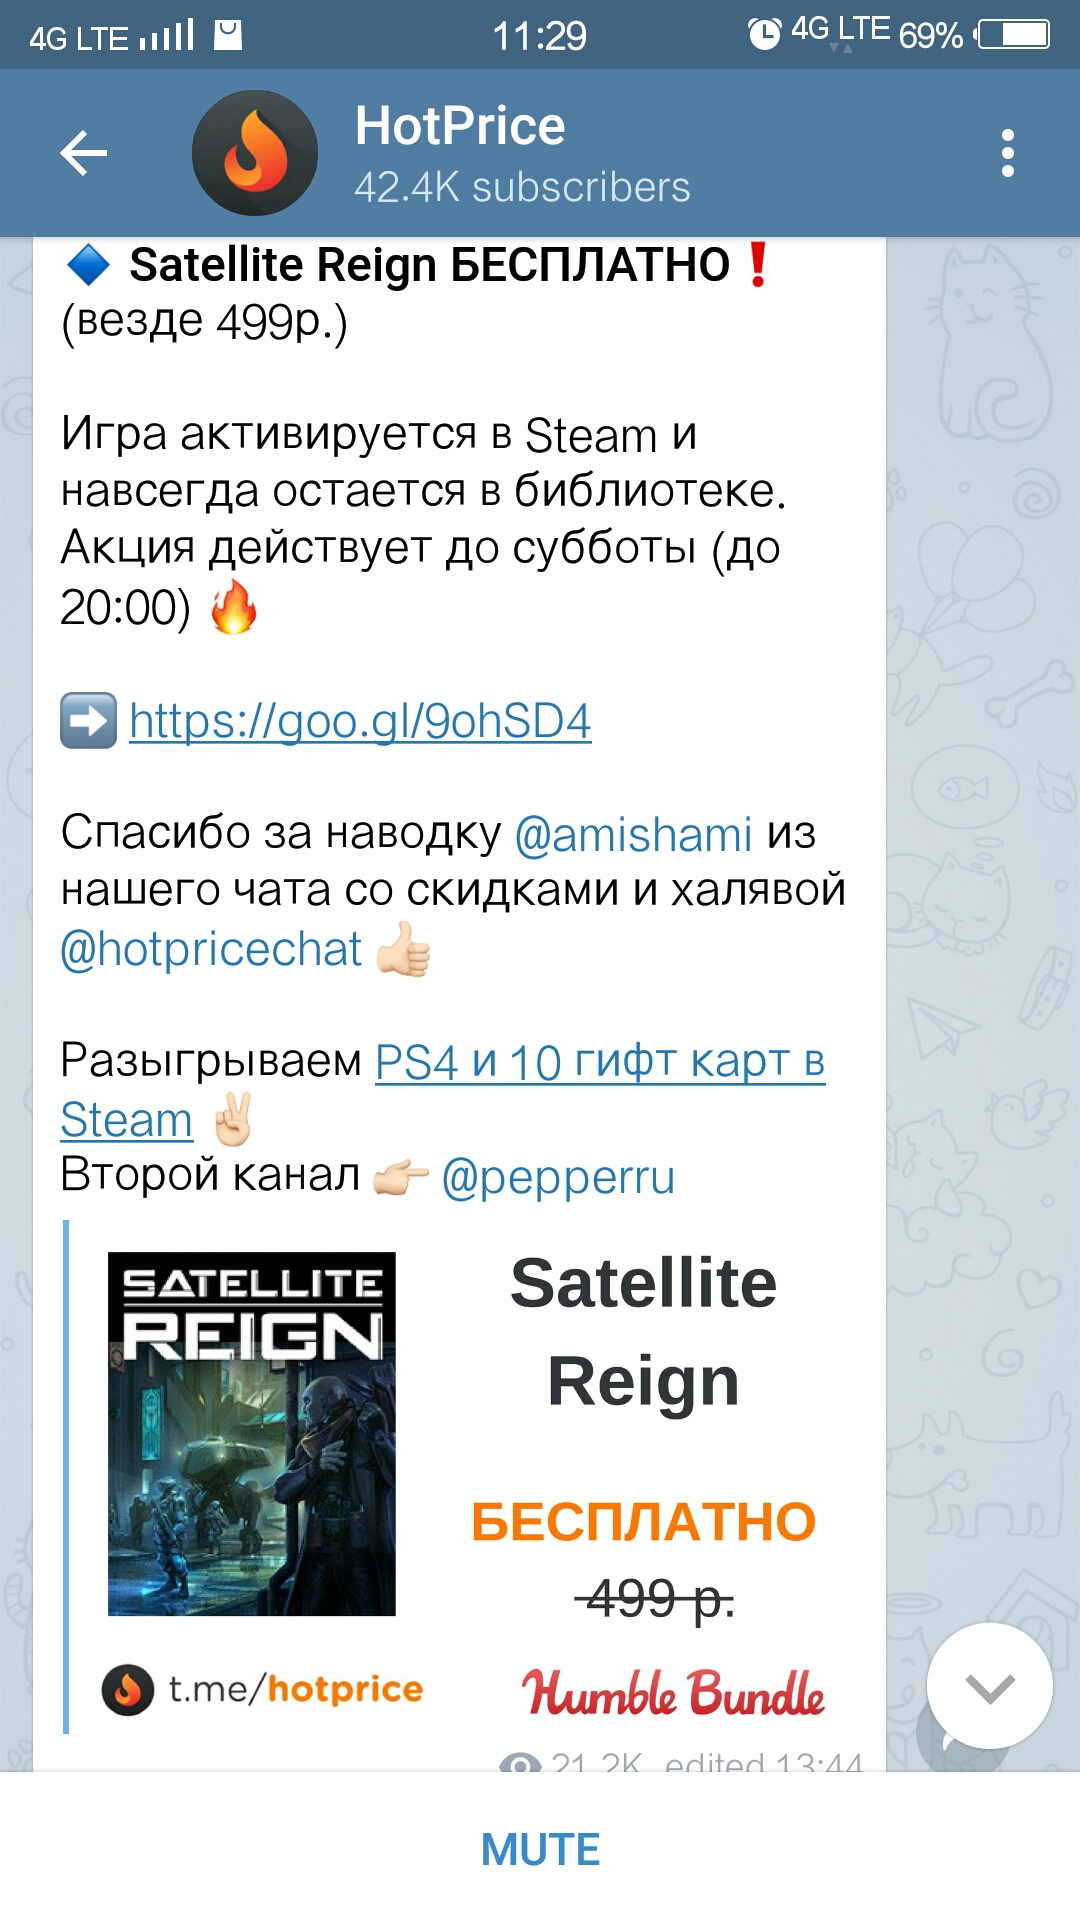 4G LTE 11:29 4G LTE 69%
HotPrice
42.4K subscribers
🔷 Satellite Reign БЕСПЛАТНО❗
(везде 499р.)
Игра активируется в Steam и
навсегда остается в библиотеке.
Акция действует до субботы (до
20:00) 🔥
➡️ https://goo.gl/9ohSD4
Спасибо за наводку @amishami из
нашего чата со скидками и халявой
@hotpricechat 👍🏻
Разыгрываем PS4 и 10 гифт карт в
Steam ✌🏻
Второй канал 👉🏻 @pepperru
SATELLITE
REIGN
Satellite
Reign
БЕСПЛАТНО
499 р.
t.me/hotprice
Humble Bundle
21.2K edited 13:44
MUTE